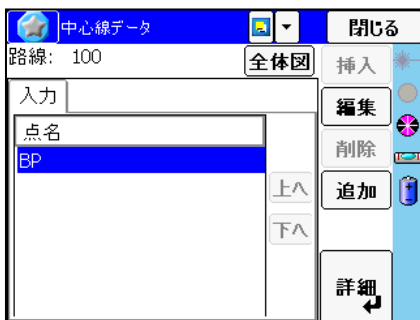 中心線データ
閉じる
路線: 100
全体図
挿入
入力
編集
点名
削除
BP
上へ
追加
下へ
詳細